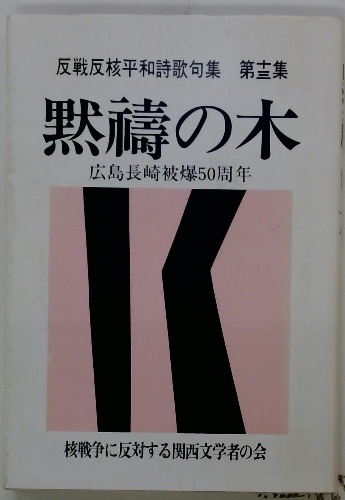 反戦反核平和詩歌句集 第十三集
黙禱の木
広島長崎被爆50周年
核戦争に反対する関西文学者の会